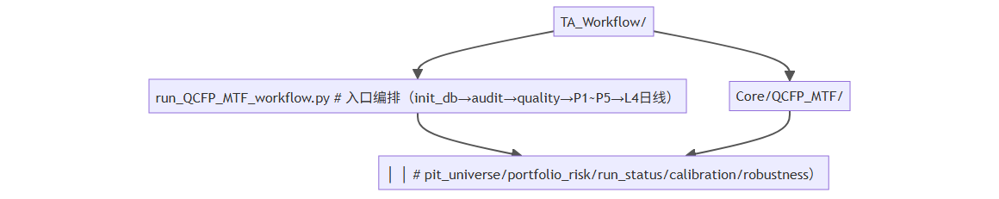 TA_Workflow/
run_QCFP_MTF_workflow.py # 入口编排（init_db→audit→quality→P1~P5→L4日线）
Core/QCFP_MTF/
│ │ # pit_universe/portfolio_risk/run_status/calibration/robustness）